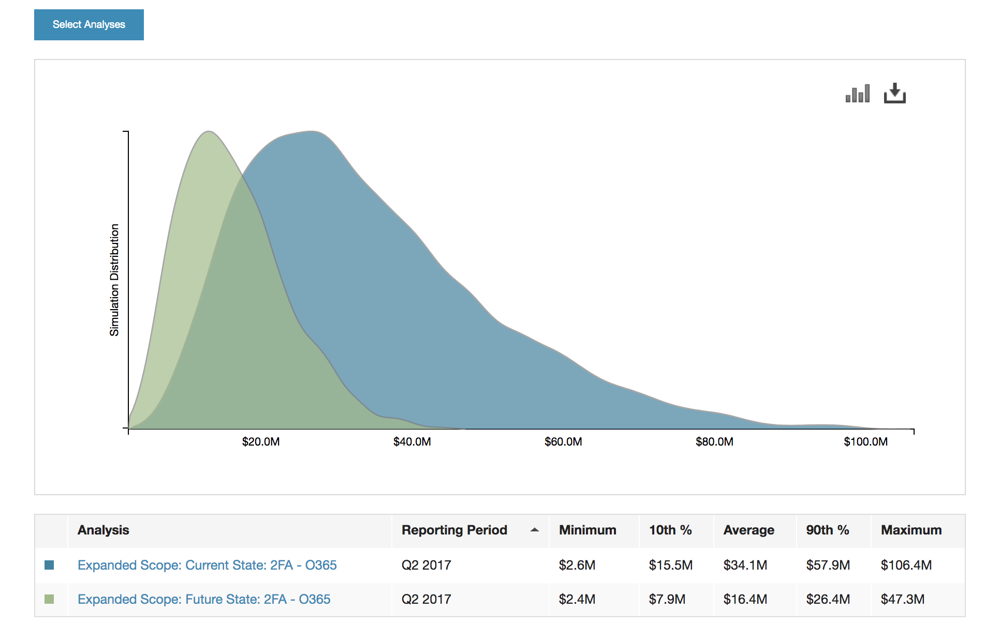 Select Analyses
Simulation Distribution
$20.0M $40.0M $60.0M $80.0M $100.0M
Analysis Reporting Period Minimum 10th % Average 90th % Maximum
Expanded Scope: Current State: 2FA - O365 Q2 2017 $2.6M $15.5M $34.1M $57.9M $106.4M
Expanded Scope: Future State: 2FA - O365 Q2 2017 $2.4M $7.9M $16.4M $26.4M $47.3M